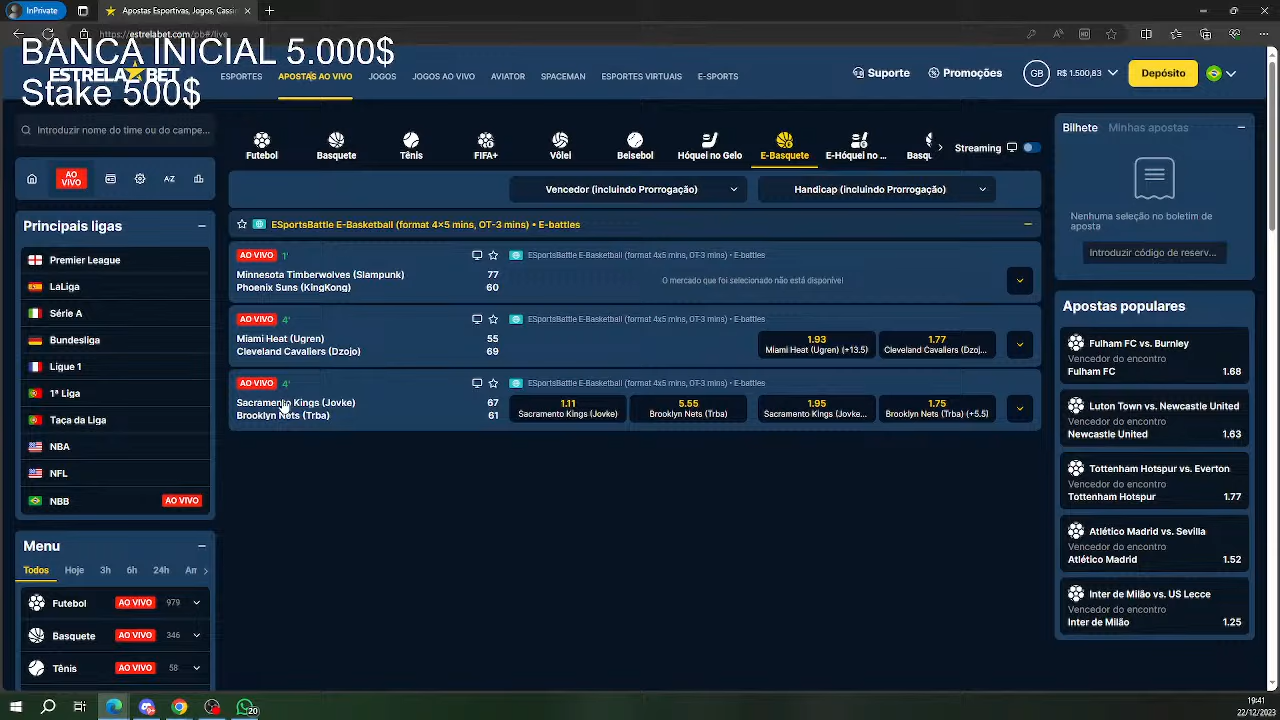 InPrivate
Apostas Esportivas, Jogos, Cassin
https://estrelabet.com/pb#/live
BANCA INICIAL 5.000$
Stake 500$
ESTRELA BET
ESPORTES
APOSTAS AO VIVO
JOGOS
JOGOS AO VIVO
AVIATOR
SPACEMAN
ESPORTES VIRTUAIS
E-SPORTS
Suporte
Promoções
GB
R$ 1.500,83
Depósito
Introduzir nome do time ou do campe...
AO VIVO
A-Z
Futebol
Basquete
Tênis
FIFA+
Vôlei
Beisebol
Hóquei no Gelo
E-Basquete
E-Hóquei no ...
Basqu
Streaming
Vencedor (incluindo Prorrogação)
Handicap (incluindo Prorrogação)
ESportsBattle E-Basketball (format 4x5 mins, OT-3 mins) • E-battles
AO VIVO 1'
ESportsBattle E-Basketball (format 4x5 mins, OT-3 mins) • E-battles
Minnesota Timberwolves (Slampunk) 77
Phoenix Suns (KingKong) 60
O mercado que foi selecionado não está disponível
AO VIVO 4'
ESportsBattle E-Basketball (format 4x5 mins, OT-3 mins) • E-battles
Miami Heat (Ugren) 55
Cleveland Cavaliers (Dzojo) 69
1.93
Miami Heat (Ugren) (+13.5)
1.77
Cleveland Cavaliers (Dzoj...
AO VIVO 4'
ESportsBattle E-Basketball (format 4x5 mins, OT-3 mins) • E-battles
Sacramento Kings (Jovke) 67
Brooklyn Nets (Trba) 61
1.11
Sacramento Kings (Jovke)
5.55
Brooklyn Nets (Trba)
1.95
Sacramento Kings (Jovke...
1.75
Brooklyn Nets (Trba) (+5.5)
Principais ligas
Premier League
LaLiga
Série A
Bundesliga
Ligue 1
1ª Liga
Taça da Liga
NBA
NFL
NBB AO VIVO
Menu
Todos
Hoje
3h
6h
24h
Futebol AO VIVO 979
Basquete AO VIVO 346
Tênis AO VIVO 58
Bilhete
Minhas apostas
Nenhuma seleção no boletim de
aposta
Introduzir código de reserv...
Apostas populares
Fulham FC vs. Burnley
Vencedor do encontro
Fulham FC 1.68
Luton Town vs. Newcastle United
Vencedor do encontro
Newcastle United 1.63
Tottenham Hotspur vs. Everton
Vencedor do encontro
Tottenham Hotspur 1.77
Atlético Madrid vs. Sevilla
Vencedor do encontro
Atlético Madrid 1.52
Inter de Milão vs. US Lecce
Vencedor do encontro
Inter de Milão 1.25
20
19:41
22/12/2023